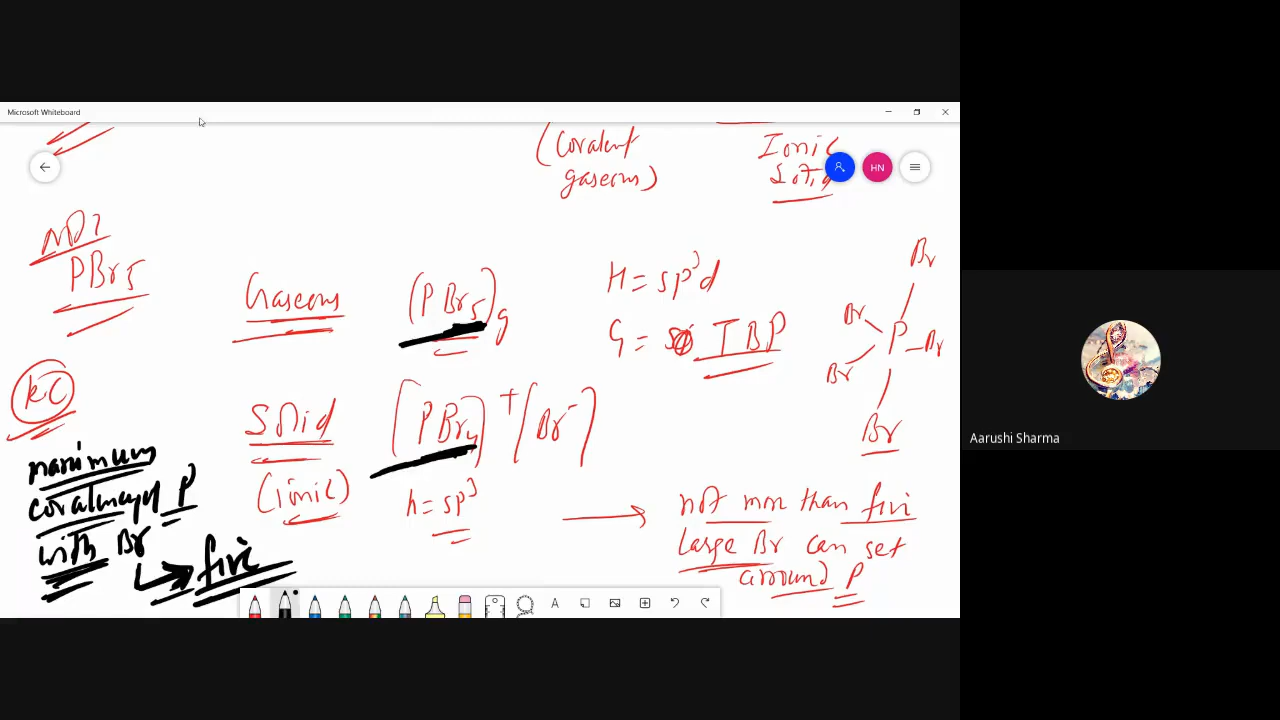 Microsoft Whiteboard
(Covalent
gaseous)
Ionic
Solid
HN
PBr5
Gaseous (PBr5)g
H = sp3d
G = TBP
Br
Br
P
Br
Br
Br
KC
Solid [PBr4]+ [Br-]
(ionic) h = sp3
maximum
covalency of P
with Br
→ five
→ not more than five
large Br can set
around P
A
Aarushi Sharma